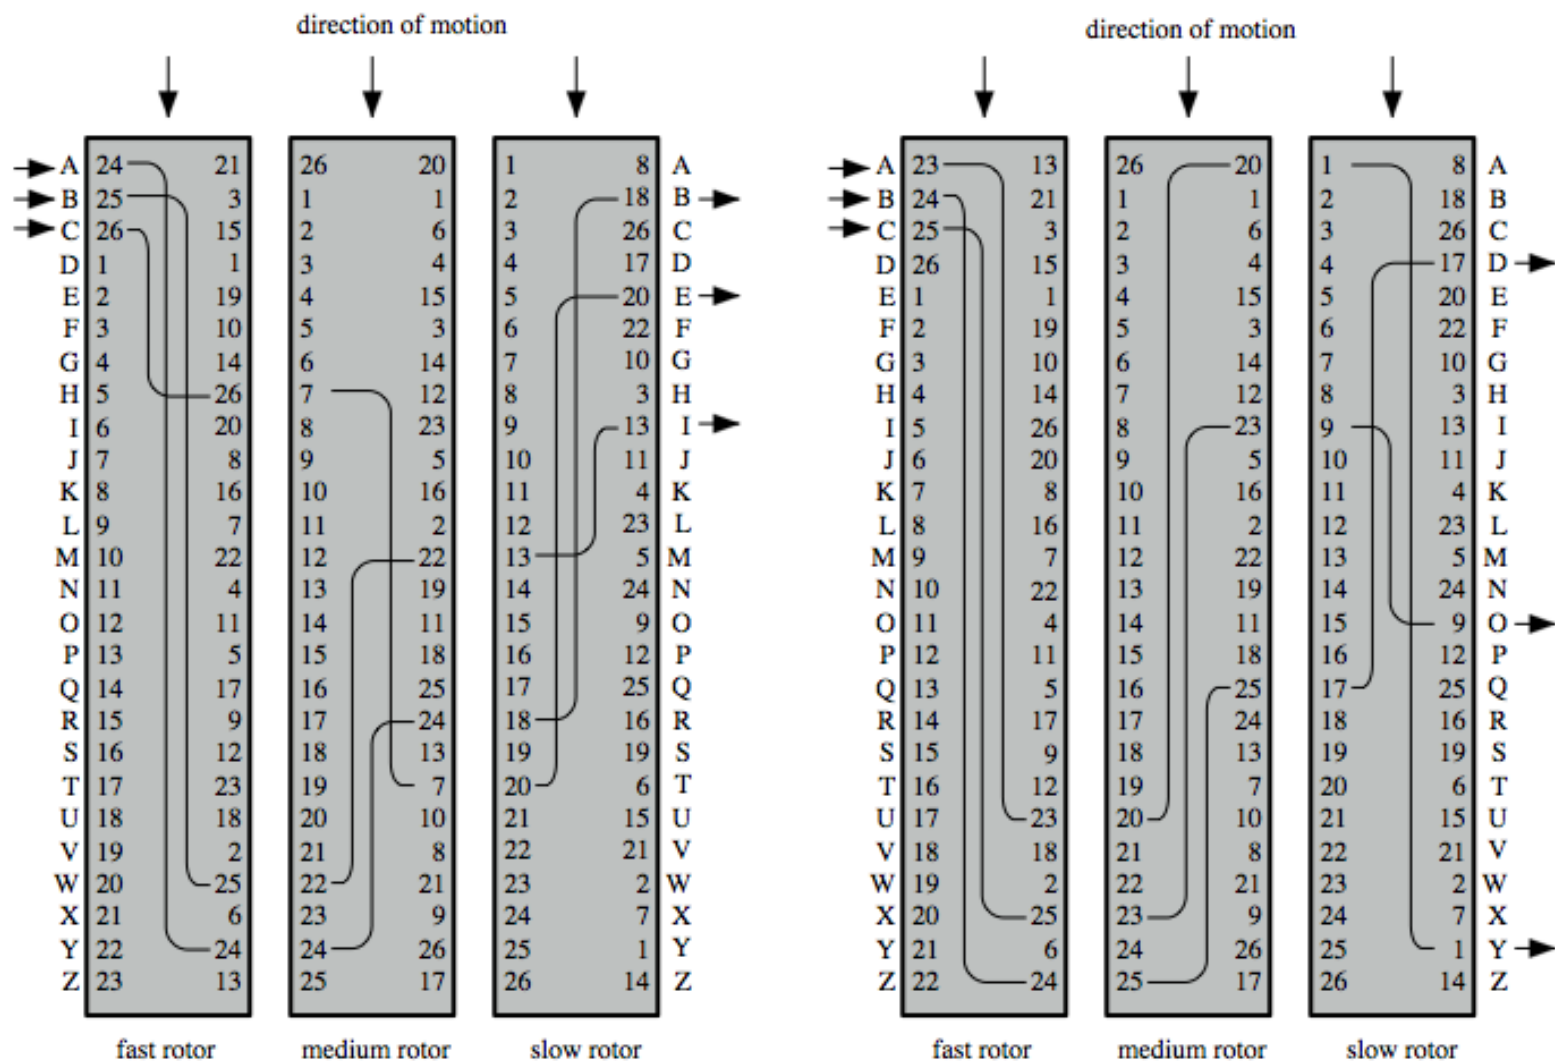 direction of motion direction of motion
A 24 21 26 20 1 8 A A 23 13 26 20 1 8 A
B 25 3 1 1 2 18 B B 24 21 1 1 2 18 B
C 26 15 2 6 3 26 C C 25 3 2 6 3 26 C
D 1 1 3 4 4 17 D D 26 15 3 4 4 17 D
E 2 19 4 15 5 20 E E 1 1 4 15 5 20 E
F 3 10 5 3 6 22 F F 2 19 5 3 6 22 F
G 4 14 6 14 7 10 G G 3 10 6 14 7 10 G
H 5 26 7 12 8 3 H H 4 14 7 12 8 3 H
I 6 20 8 23 9 13 I I 5 26 8 23 9 13 I
J 7 8 9 5 10 11 J J 6 20 9 5 10 11 J
K 8 16 10 16 11 4 K K 7 8 10 16 11 4 K
L 9 7 11 2 12 23 L L 8 16 11 2 12 23 L
M 10 22 12 22 13 5 M M 9 7 12 22 13 5 M
N 11 4 13 19 14 24 N N 10 22 13 19 14 24 N
O 12 11 14 11 15 9 O O 11 4 14 11 15 9 O
P 13 5 15 18 16 12 P P 12 11 15 18 16 12 P
Q 14 17 16 25 17 25 Q Q 13 5 16 25 17 25 Q
R 15 9 17 24 18 16 R R 14 17 17 24 18 16 R
S 16 12 18 13 19 19 S S 15 9 18 13 19 19 S
T 17 23 19 7 20 6 T T 16 12 19 7 20 6 T
U 18 18 20 10 21 15 U U 17 23 20 10 21 15 U
V 19 2 21 8 22 21 V V 18 18 21 8 22 21 V
W 20 25 22 21 23 2 W W 19 2 22 21 23 2 W
X 21 6 23 9 24 7 X X 20 25 23 9 24 7 X
Y 22 24 24 26 25 1 Y Y 21 6 24 26 25 1 Y
Z 23 13 25 17 26 14 Z Z 22 24 25 17 26 14 Z
fast rotor medium rotor slow rotor fast rotor medium rotor slow rotor